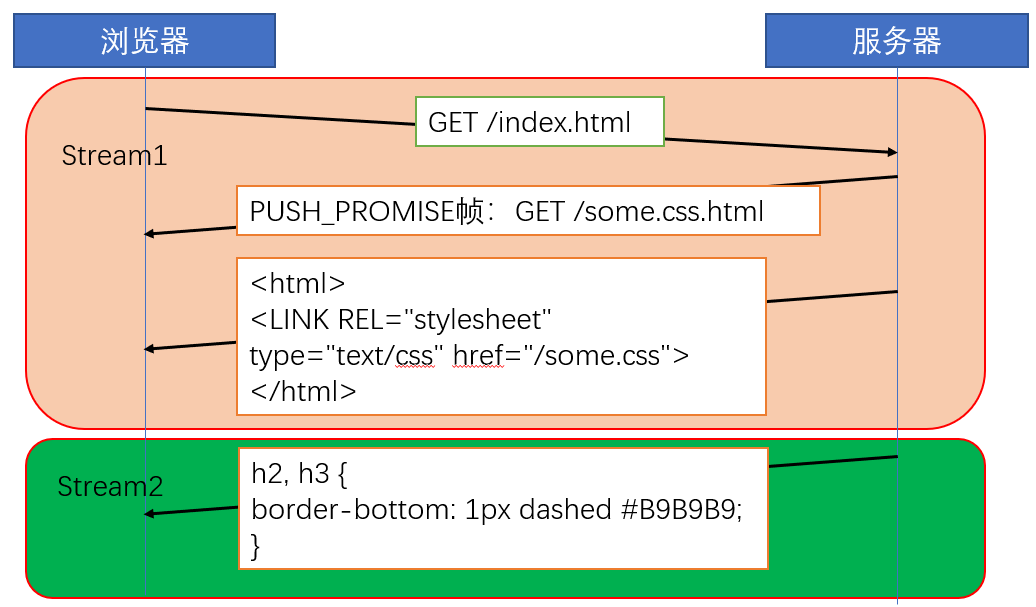 浏览器
服务器
GET /index.html
Stream1
PUSH_PROMISE帧：GET /some.css.html
<html>
<LINK REL="stylesheet"
type="text/css" href="/some.css">
</html>
Stream2
h2, h3 {
border-bottom: 1px dashed #B9B9B9;
}